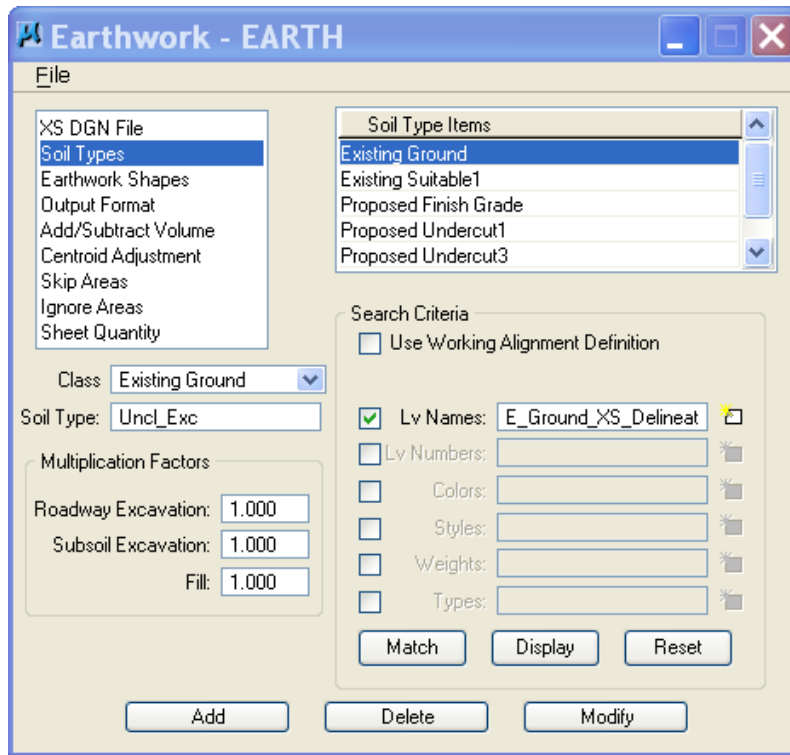 Earthwork - EARTH
File
XS DGN File
Soil Types
Earthwork Shapes
Output Format
Add/Subtract Volume
Centroid Adjustment
Skip Areas
Ignore Areas
Sheet Quantity
Soil Type Items
Existing Ground
Existing Suitable1
Proposed Finish Grade
Proposed Undercut1
Proposed Undercut3
Class Existing Ground
Soil Type: Uncl_Exc
Multiplication Factors
Roadway Excavation: 1.000
Subsoil Excavation: 1.000
Fill: 1.000
Search Criteria
Use Working Alignment Definition
Lv Names: E_Ground_XS_Delineat
Lv Numbers:
Colors:
Styles:
Weights:
Types:
Match Display Reset
Add Delete Modify